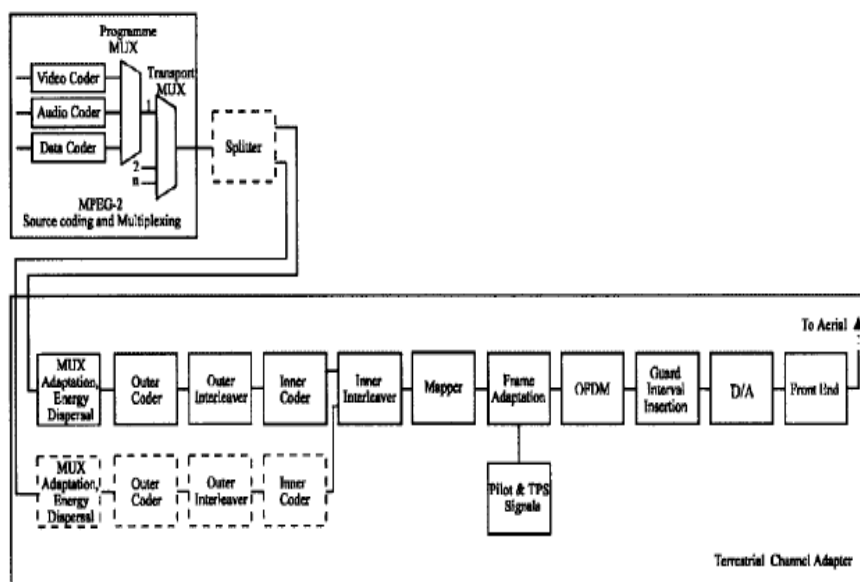 Programme
MUX
Transport
MUX
Video Coder
Audio Coder
Data Coder
1
2
n
Splitter
MPEG-2
Source coding and Multiplexing
To Aerial
MUX
Adaptation,
Energy
Dispersal
Outer
Coder
Outer
Interleaver
Inner
Coder
Inner
Interleaver
Mapper
Frame
Adaptation
OFDM
Guard
Interval
Insertion
D/A
Front End
MUX
Adaptation,
Energy
Dispersal
Outer
Coder
Outer
Interleaver
Inner
Coder
Pilot & TPS
Signals
Terrestrial Channel Adapter